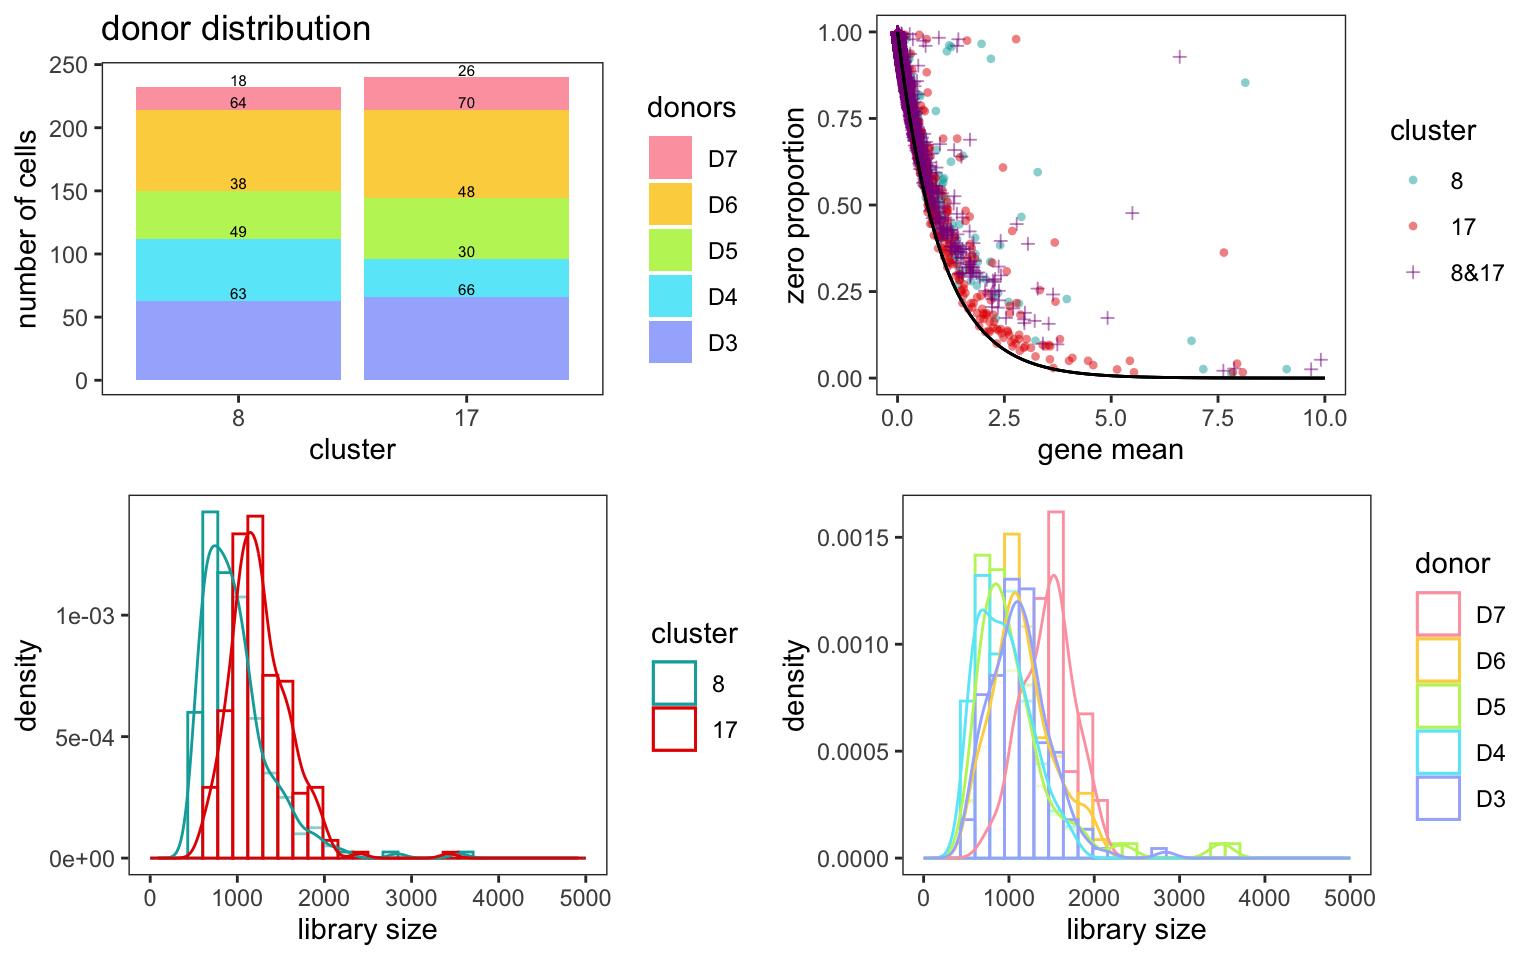 donor distribution
250
200
150
100
50
0
number of cells
18
64
38
49
63
26
70
48
30
66
8
17
cluster
donors
D7
D6
D5
D4
D3
1.00
0.75
0.50
0.25
0.00
zero proportion
0.0
2.5
5.0
7.5
10.0
gene mean
cluster
8
17
8&17
1e-03
5e-04
0e+00
density
0
1000
2000
3000
4000
5000
library size
cluster
8
17
0.0015
0.0010
0.0005
0.0000
density
0
1000
2000
3000
4000
5000
library size
donor
D7
D6
D5
D4
D3